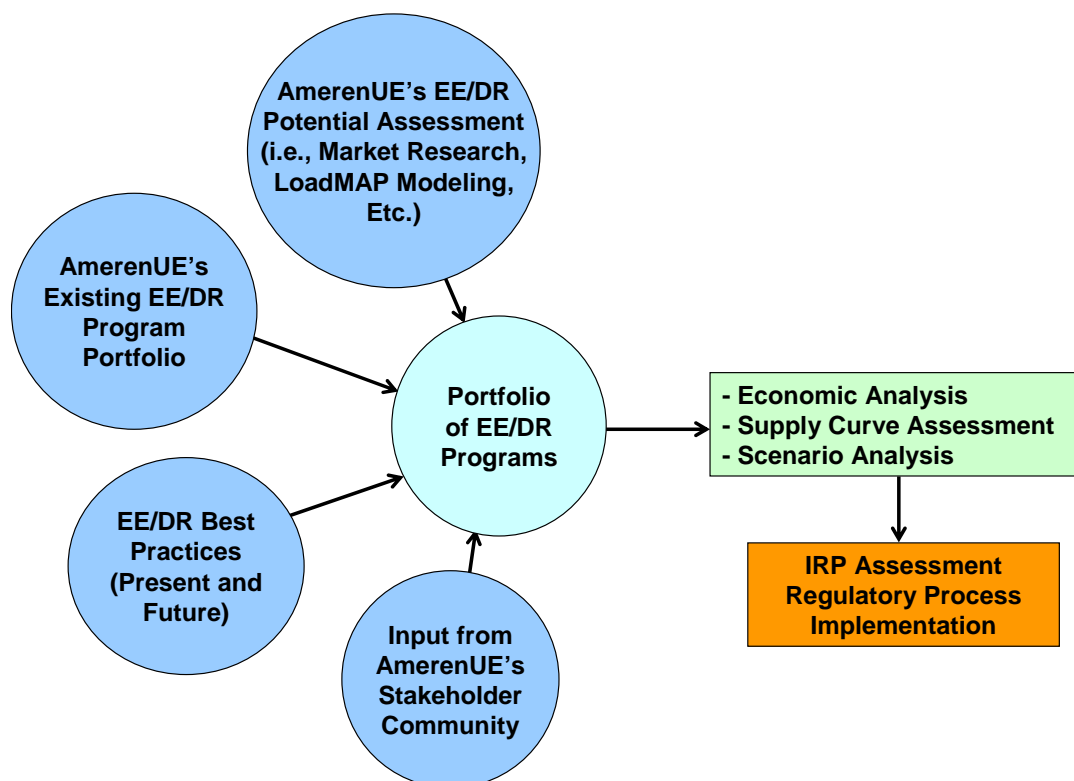 AmerenUE's EE/DR
Potential Assessment
(i.e., Market Research,
LoadMAP Modeling,
Etc.)
AmerenUE's
Existing EE/DR
Program
Portfolio
Portfolio
of EE/DR
Programs
- Economic Analysis
- Supply Curve Assessment
- Scenario Analysis
EE/DR Best
Practices
(Present and
Future)
IRP Assessment
Regulatory Process
Implementation
Input from
AmerenUE's
Stakeholder
Community